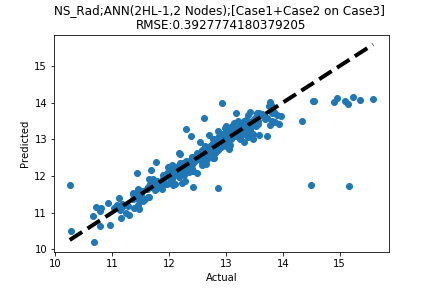 NS_Rad;ANN(2HL-1,2 Nodes);[Case1+Case2 on Case3]
RMSE:0.3927774180379205
15
14
13
12
11
10
Predicted
10 11 12 13 14 15
Actual